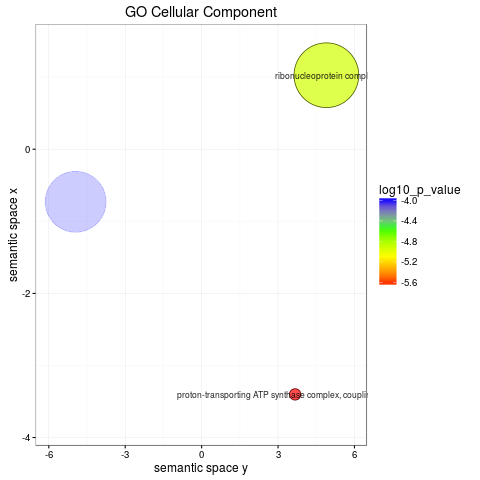 GO Cellular Component
ribonucleoprotein compl
0
-2
-4
semantic space x
proton-transporting ATP synthase complex, couplin
-6
-3
0
3
6
semantic space y
log10_p_value
-4.0
-4.4
-4.8
-5.2
-5.6